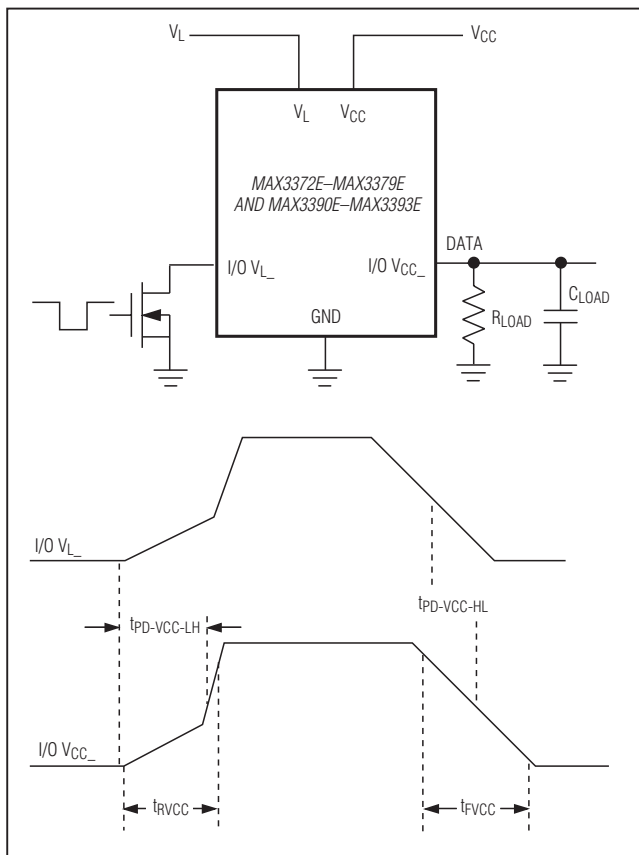 VL
VCC
VL
VCC
MAX3372E–MAX3379E
AND MAX3390E–MAX3393E
I/O VL_
I/O VCC_
DATA
GND
RLOAD
CLOAD
I/O VL_
tPD-VCC-LH
tPD-VCC-HL
I/O VCC_
tRVCC
tFVCC